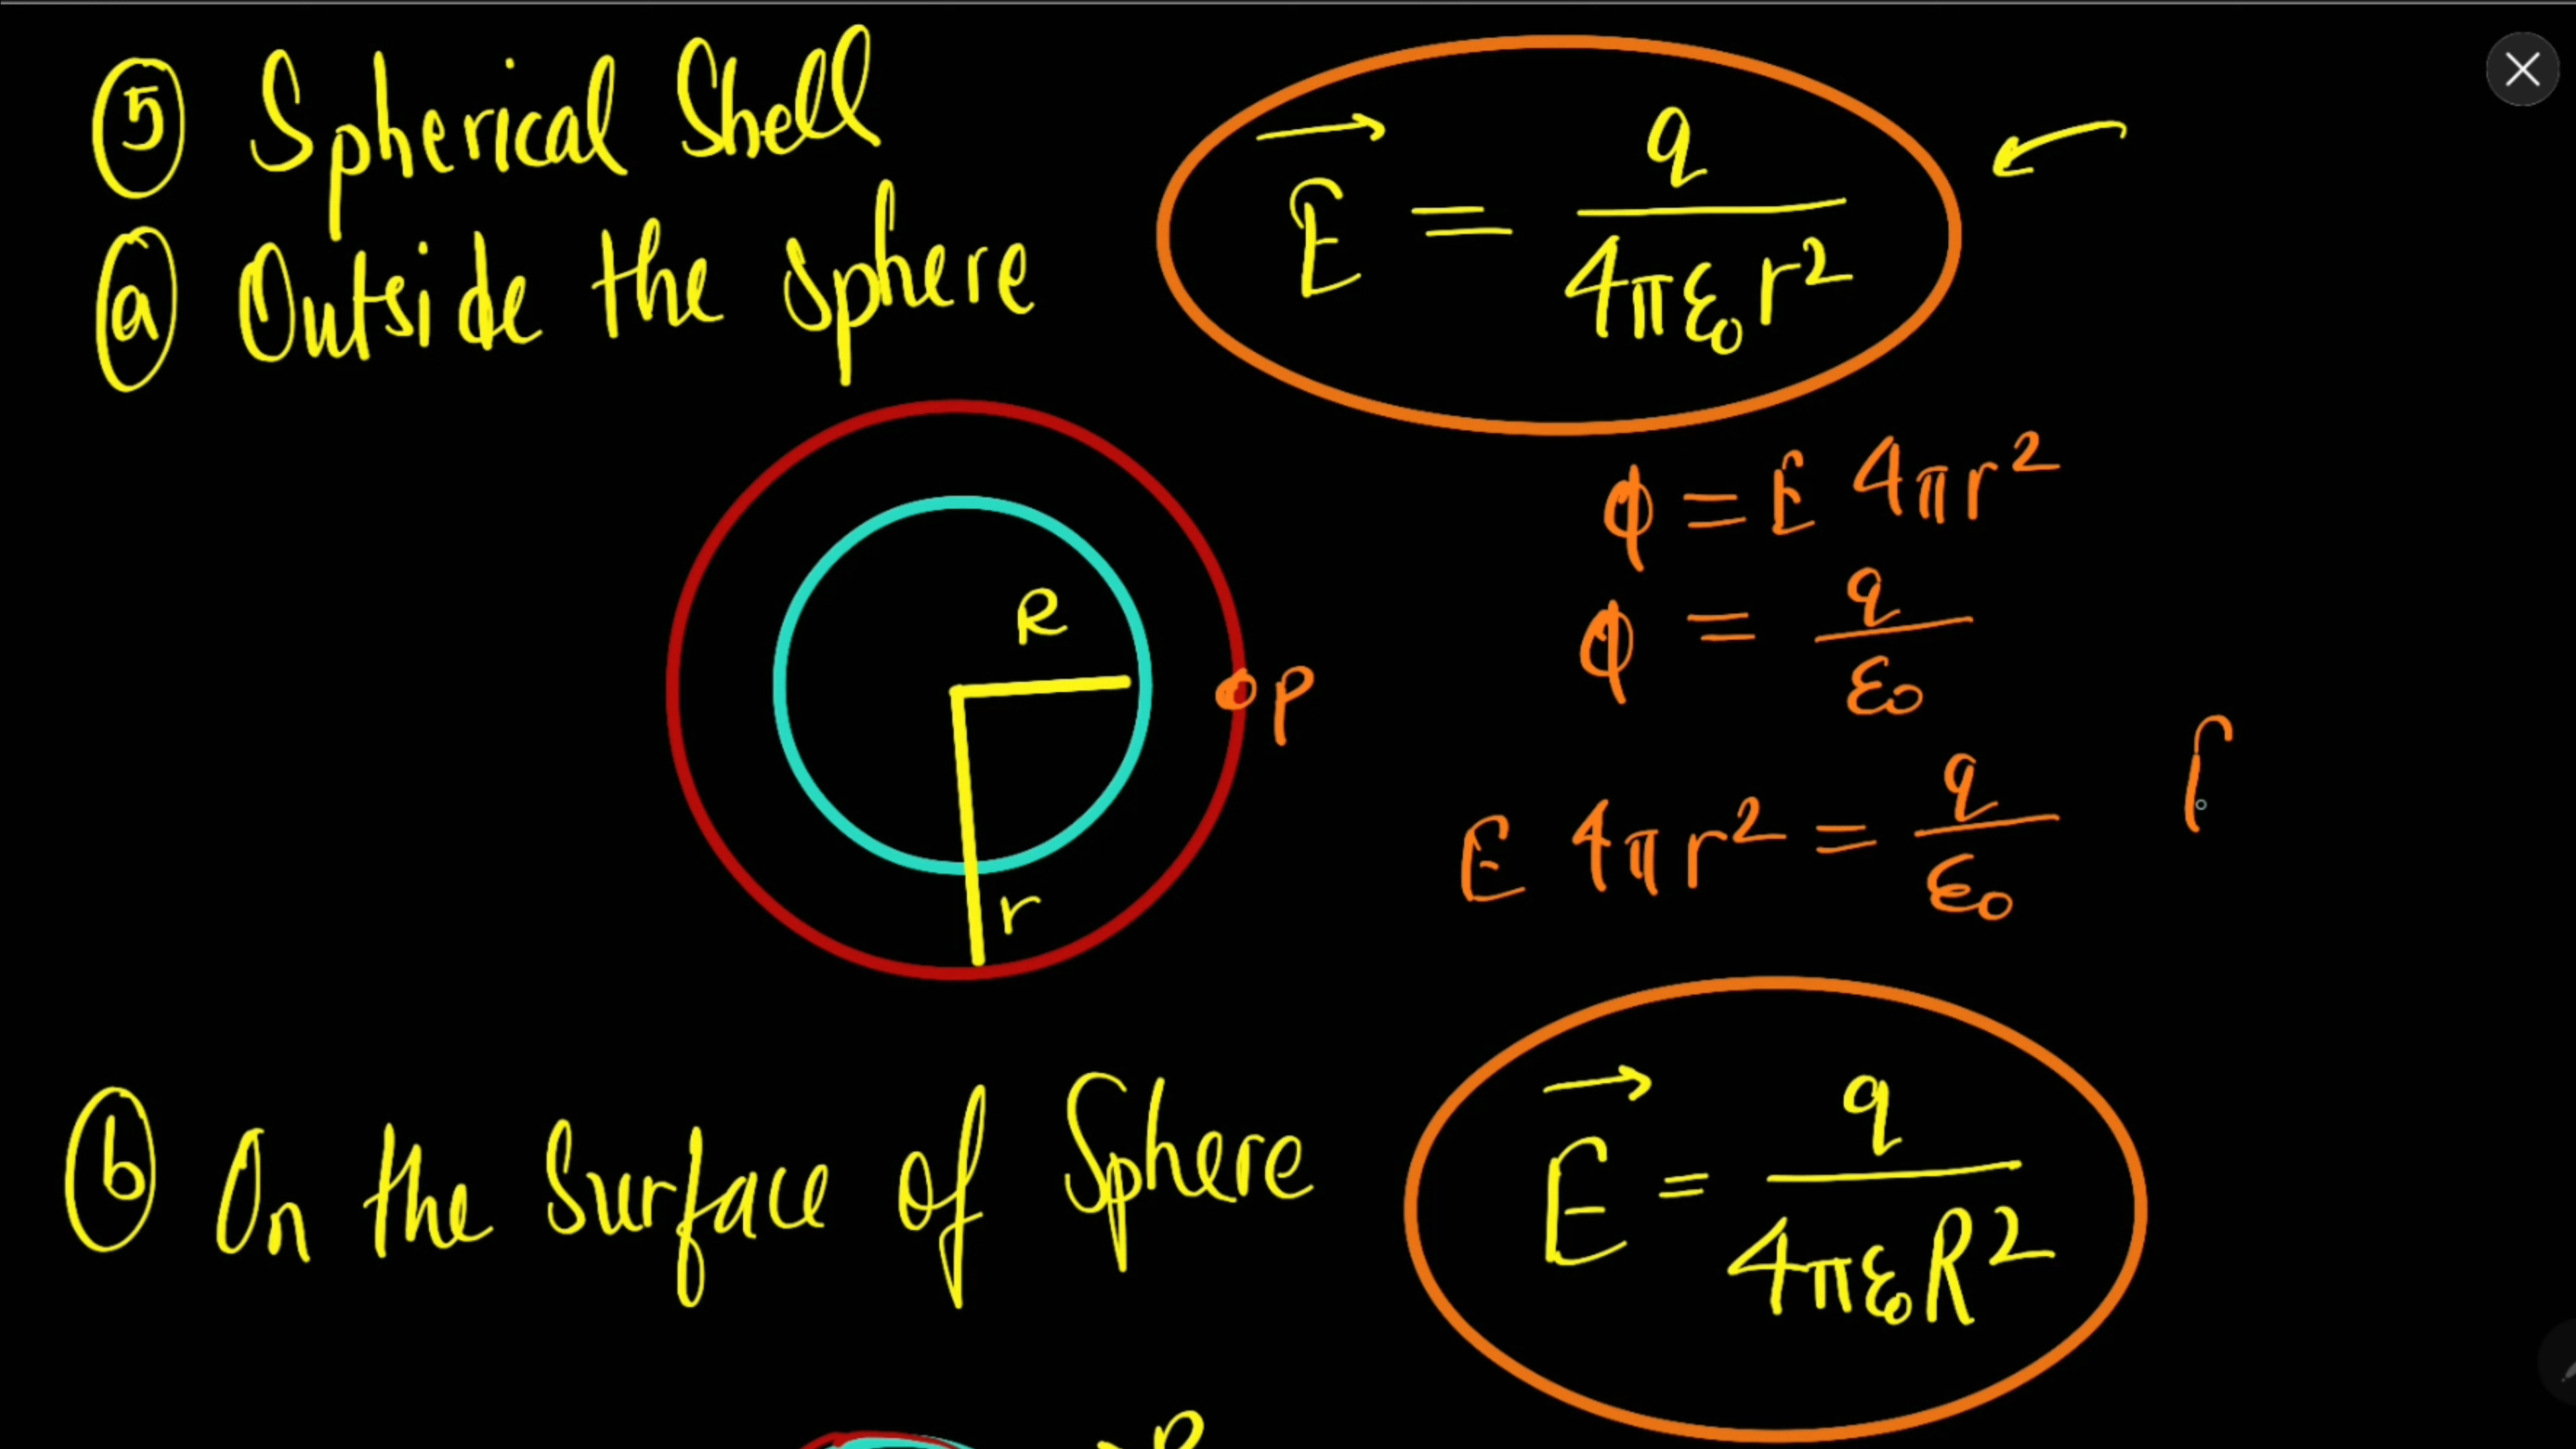 ⑤ Spherical Shell
ⓐ Outside the sphere
E⃗ = q / 4πε₀r²
ϕ = E 4πr²
ϕ = q / ε₀
R
P
E 4πr² = q / ε₀
r
ⓑ On the Surface of Sphere
E⃗ = q / 4πε₀R²